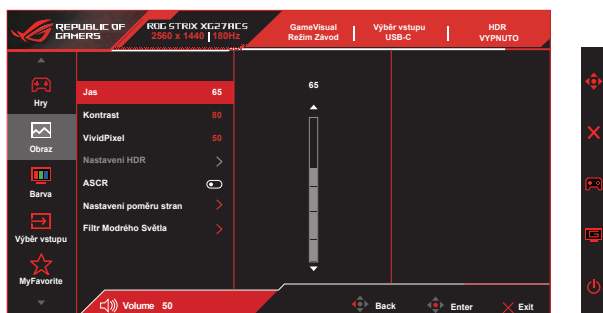 REPUBLIC OF
GAMERS
ROG STRIX XG27ACS
2560 x 1440 | 180Hz
GameVisual
Režim Závod
Výběr vstupu
USB-C
HDR
VYPNUTO
Hry
Obraz
Barva
Výběr vstupu
MyFavorite
Jas 65
Kontrast 80
VividPixel 50
Nastavení HDR
ASCR
Nastavení poměru stran
Filtr Modrého Světla
65
Volume 50
Back
Enter
Exit